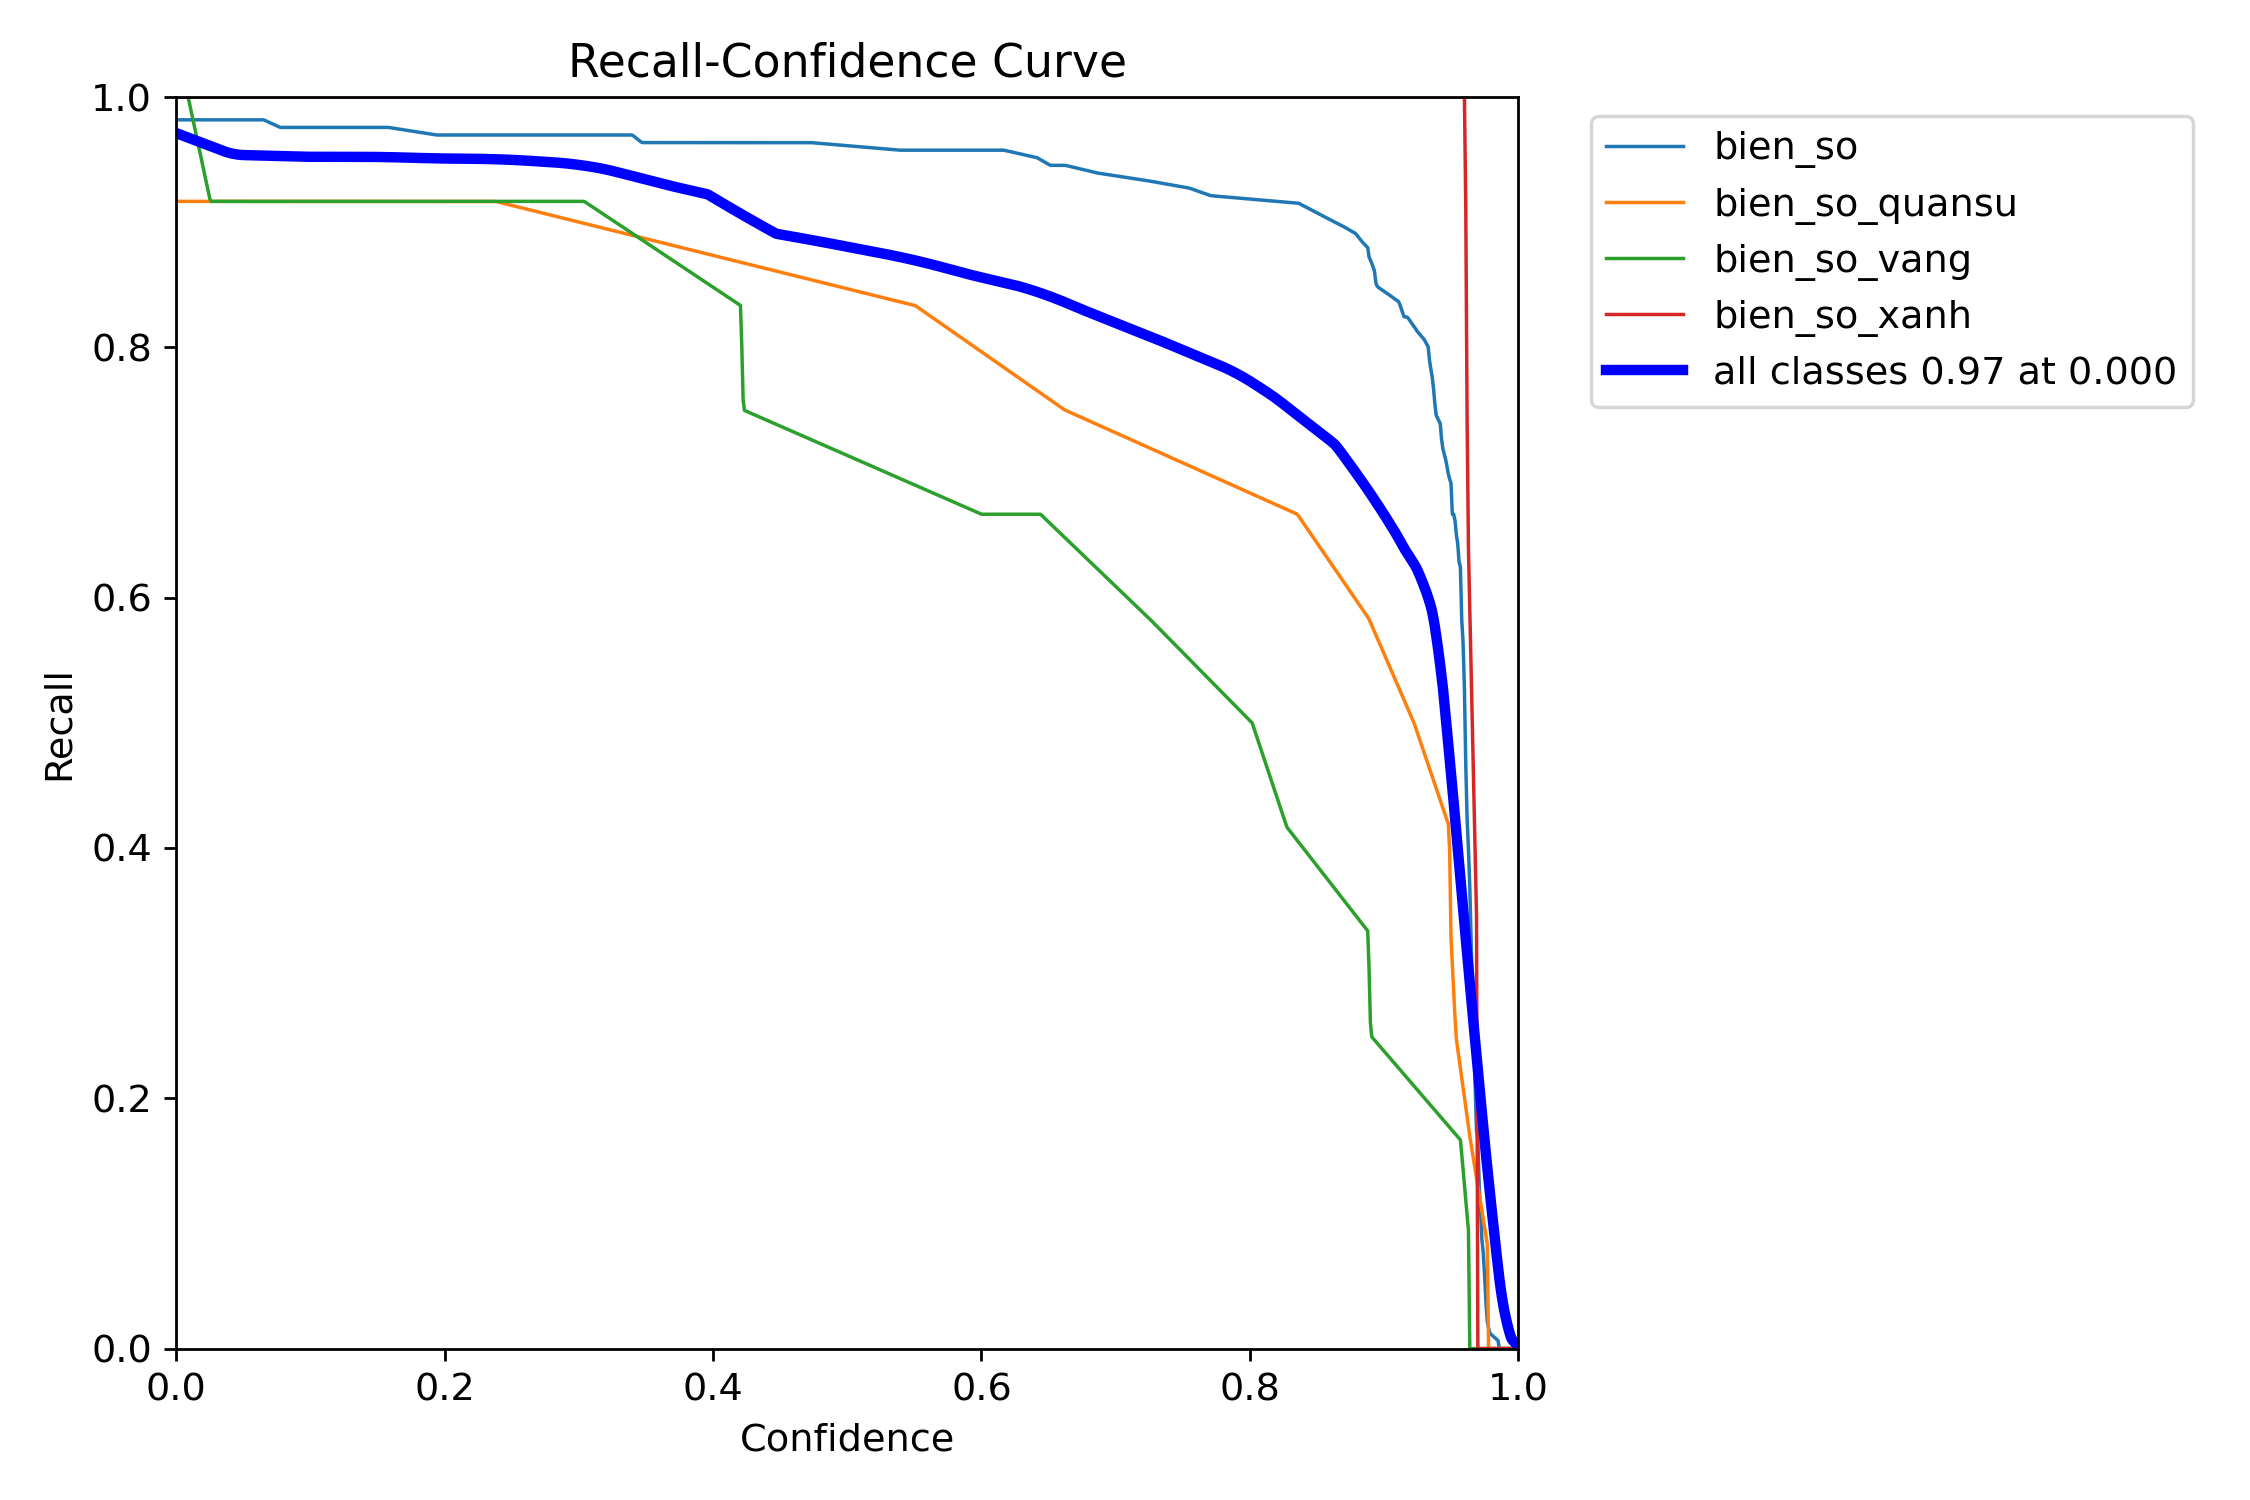 Recall-Confidence Curve
1.0
0.8
0.6
0.4
0.2
0.0
Recall
0.0 0.2 0.4 0.6 0.8 1.0
Confidence
bien_so
bien_so_quansu
bien_so_vang
bien_so_xanh
all classes 0.97 at 0.000